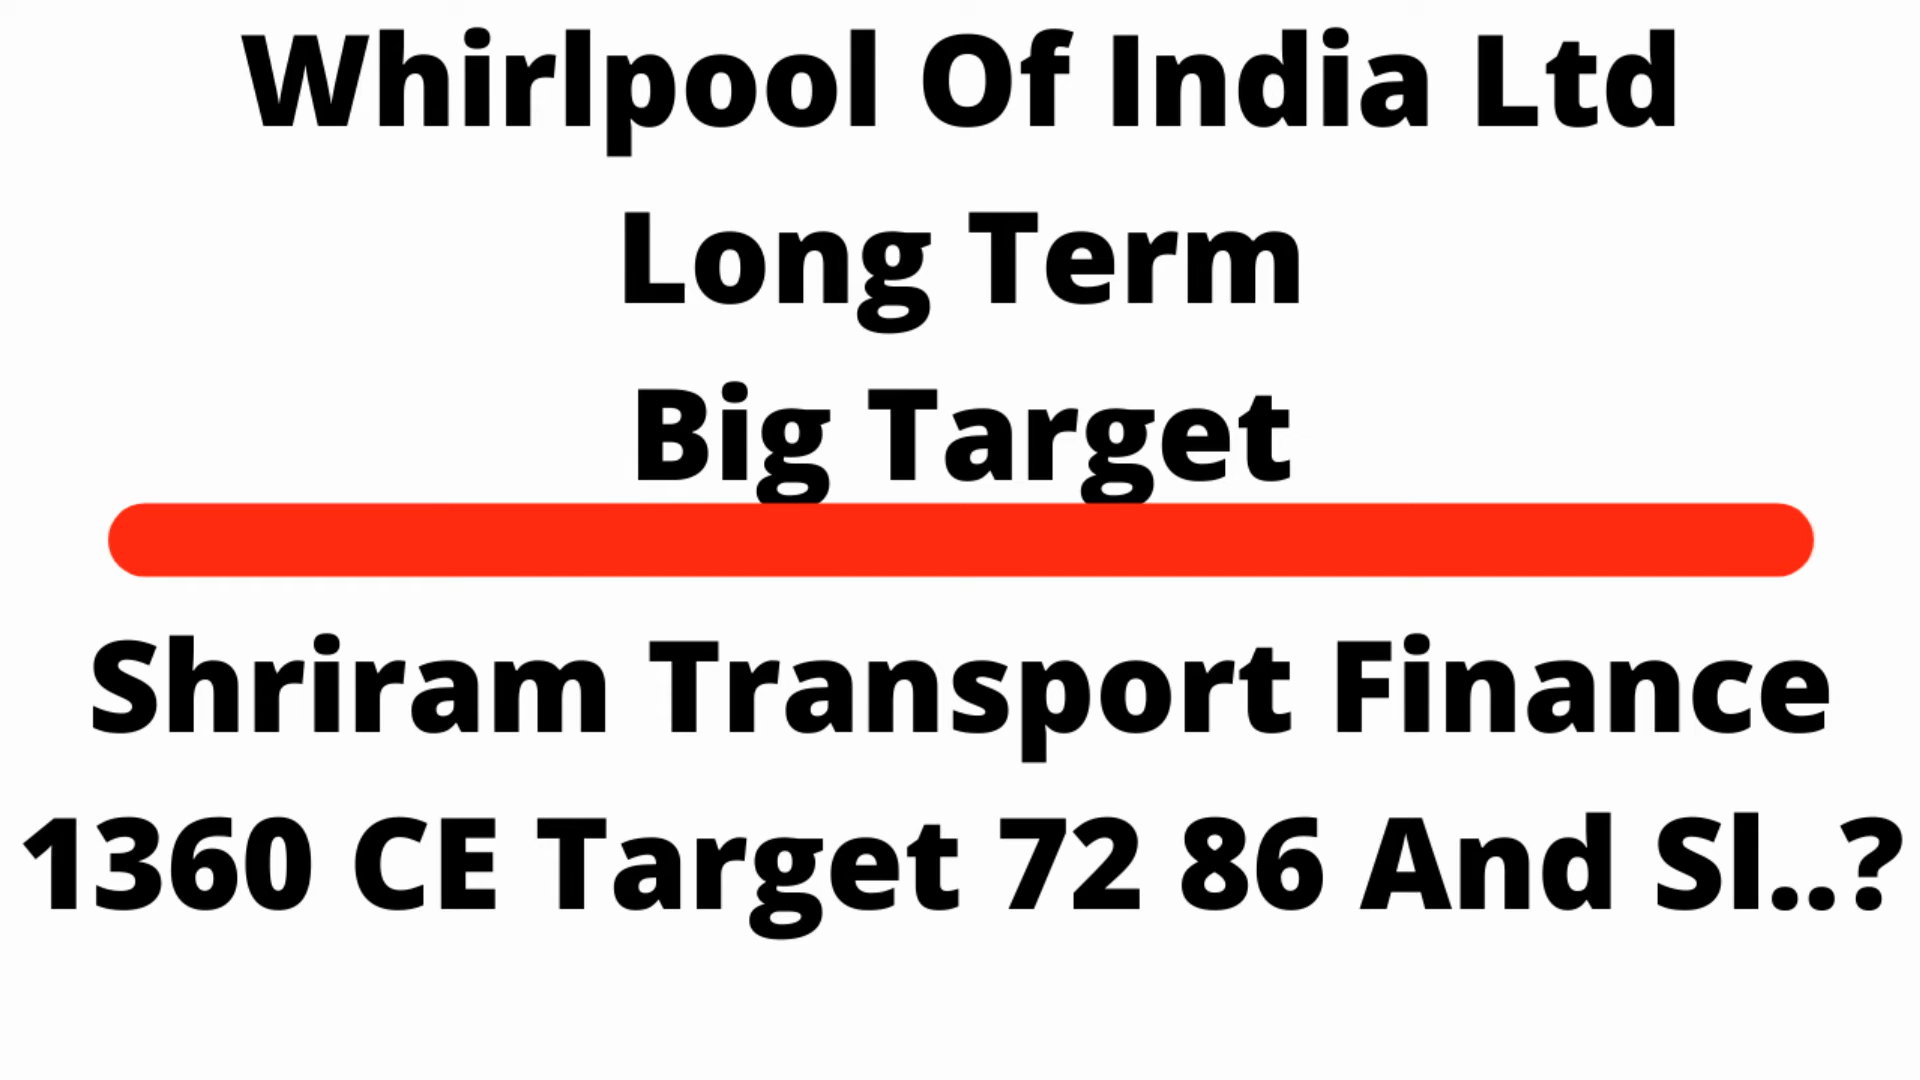 Whirlpool Of India Ltd
Long Term
Big Target
Shriram Transport Finance
1360 CE Target 72 86 And Sl..?